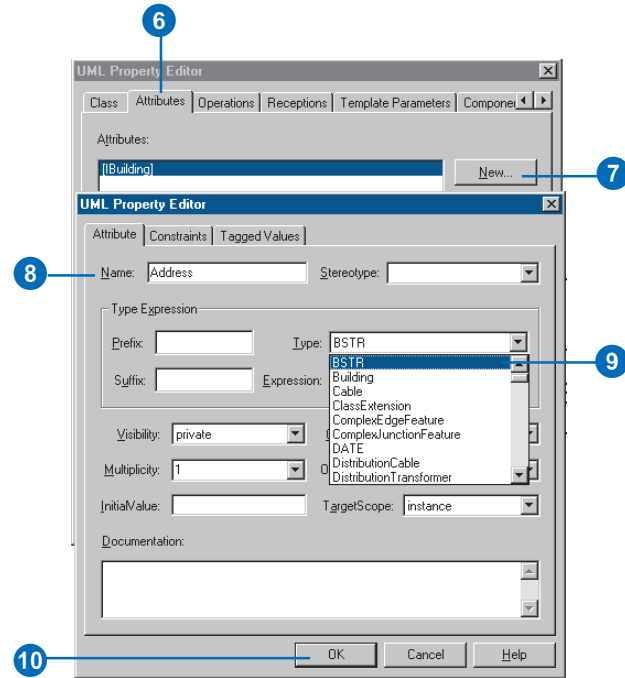 6
UML Property Editor
Class Attributes Operations Receptions Template Parameters
Attributes:
[IBuilding]
New...
7
UML Property Editor
Attribute Constraints Tagged Values
8
Name: Address Stereotype:
Type Expression
Prefix: Type: BSTR
BSTR
9
Suffix: Expression: Building
Cable
ClassExtension
ComplexEdgeFeature
Visibility: private ComplexJunctionFeature
DATE
Multiplicity: 1 DistributionCable
DistributionTransformer
InitialValue: TargetScope: instance
Documentation:
10
OK Cancel Help